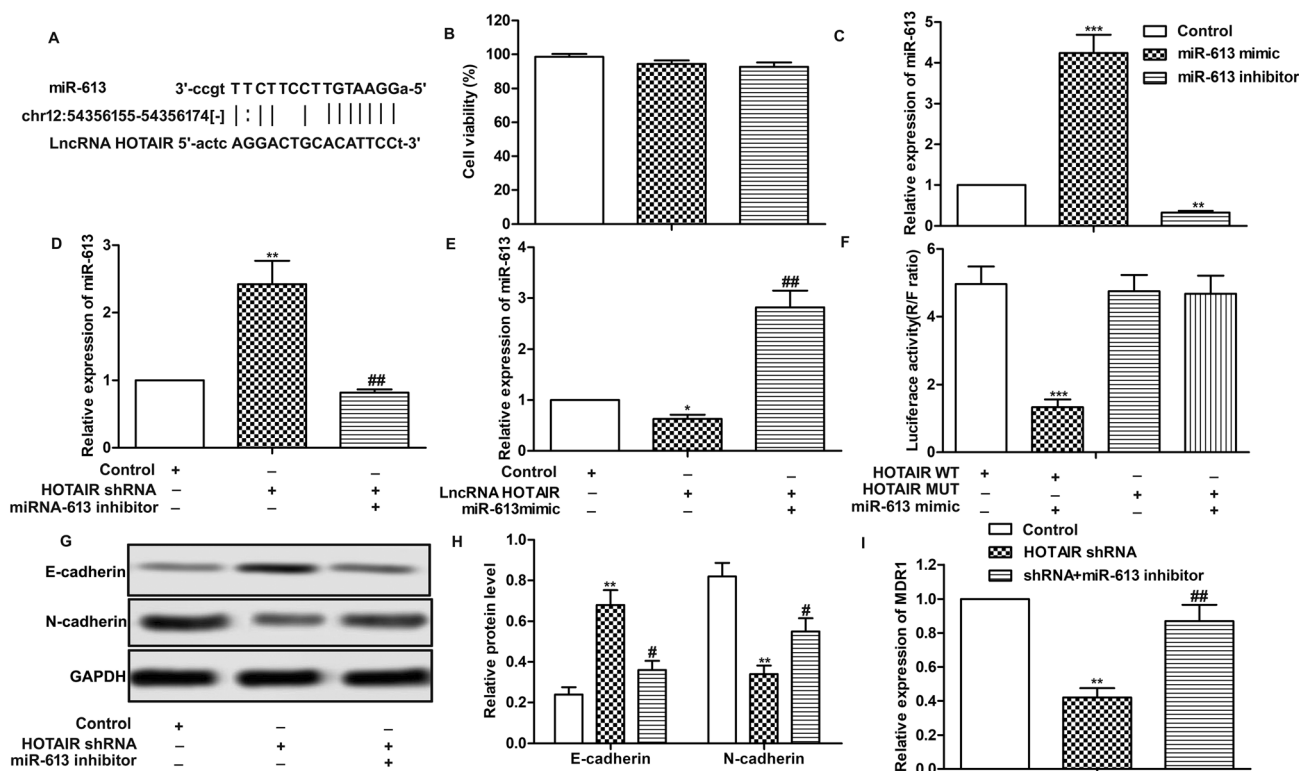 A
miR-613 3'-ccgt TTCTTCCTTGTAAGGa-5'
chr12:54356155-54356174[-]
LncRNA HOTAIR 5'-actc AGGACTGCACATTCCt-3'
B
Cell viability (%)
120
100
80
60
40
20
0
C
Relative expression of miR-613
5
4
3
2
1
0
***
**
Control
miR-613 mimic
miR-613 inhibitor
D
Relative expression of miR-613
3
2
1
0
**
##
Control + − −
HOTAIR shRNA − + +
miRNA-613 inhibitor − − +
E
Relative expression of miR-613
4
3
2
1
0
*
##
Control + − −
LncRNA HOTAIR − + +
miR-613mimic − − +
F
Luciferace activity(R/F ratio)
6
4
2
0
***
HOTAIR WT + + − −
HOTAIR MUT − − + +
miR-613 mimic − + − +
G
E-cadherin
N-cadherin
GAPDH
Control + − −
HOTAIR shRNA − + +
miR-613 inhibitor − − +
H
Relative protein level
1.0
0.8
0.6
0.4
0.2
0.0
**
#
**
#
E-cadherin N-cadherin
Control
HOTAIR shRNA
shRNA+miR-613 inhibitor
I
Relative expression of MDR1
1.2
1.0
0.8
0.6
0.4
0.2
0.0
**
##